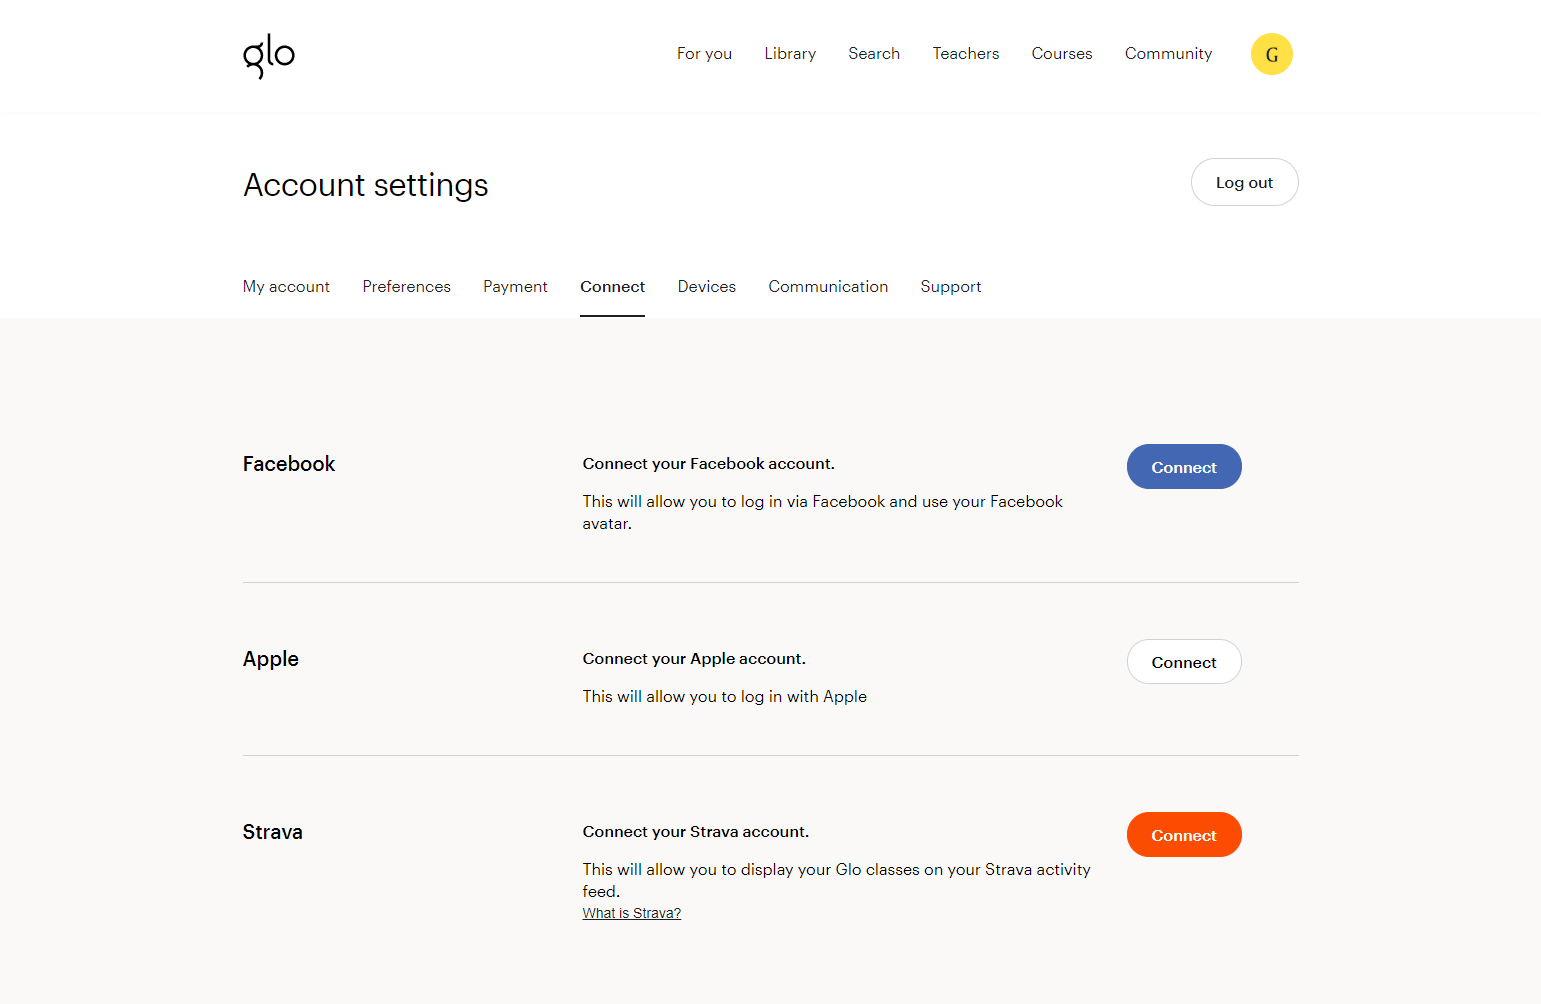 glo
For you Library Search Teachers Courses Community G
Account settings
Log out
My account Preferences Payment Connect Devices Communication Support
Facebook
Connect your Facebook account.
This will allow you to log in via Facebook and use your Facebook
avatar.
Connect
Apple
Connect your Apple account.
This will allow you to log in with Apple
Connect
Strava
Connect your Strava account.
This will allow you to display your Glo classes on your Strava activity
feed.
What is Strava?
Connect